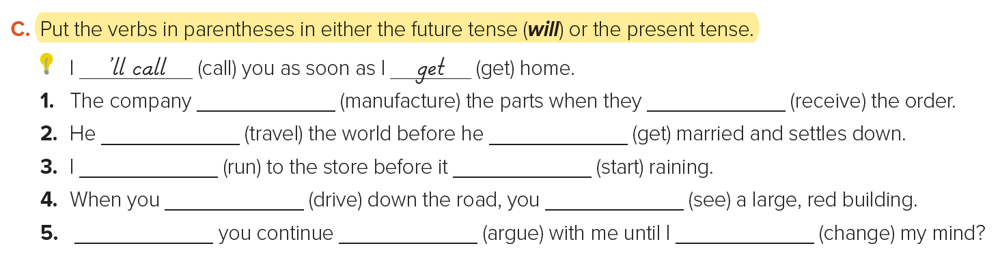 C. Put the verbs in parentheses in either the future tense (will) or the present tense.
I 'll call (call) you as soon as I get (get) home.
1. The company ____________ (manufacture) the parts when they ____________ (receive) the order.
2. He ____________ (travel) the world before he ____________ (get) married and settles down.
3. I ____________ (run) to the store before it ____________ (start) raining.
4. When you ____________ (drive) down the road, you ____________ (see) a large, red building.
5. ____________ you continue ____________ (argue) with me until I ____________ (change) my mind?